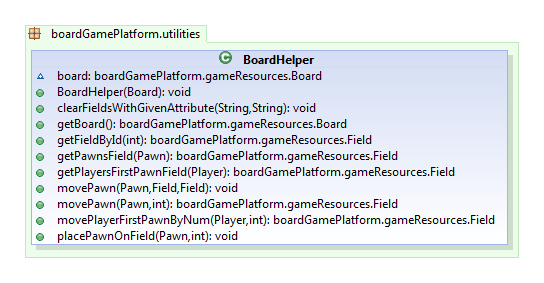 boardGamePlatform.utilities
BoardHelper
board: boardGamePlatform.gameResources.Board
BoardHelper(Board): void
clearFieldsWithGivenAttribute(String,String): void
getBoard(): boardGamePlatform.gameResources.Board
getFieldById(int): boardGamePlatform.gameResources.Field
getPawnsField(Pawn): boardGamePlatform.gameResources.Field
getPlayersFirstPawnField(Player): boardGamePlatform.gameResources.Field
movePawn(Pawn,Field,Field): void
movePawn(Pawn,int): boardGamePlatform.gameResources.Field
movePlayerFirstPawnByNum(Player,int): boardGamePlatform.gameResources.Field
placePawnOnField(Pawn,int): void